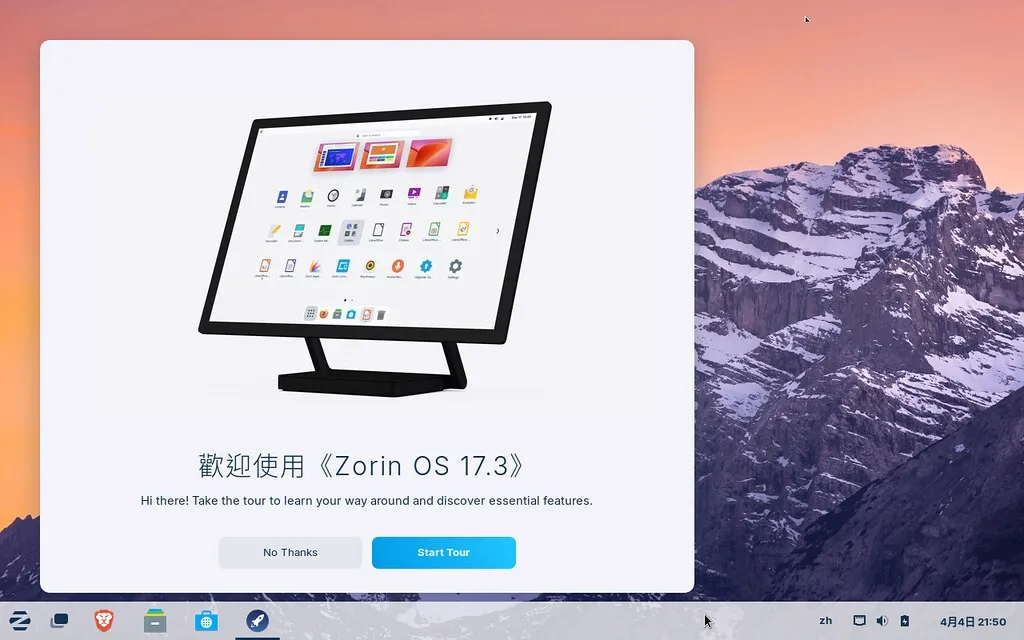 歡迎使用《Zorin OS 17.3》
Hi there! Take the tour to learn your way around and discover essential features.
No Thanks
Start Tour
zh
4月4日 21:50